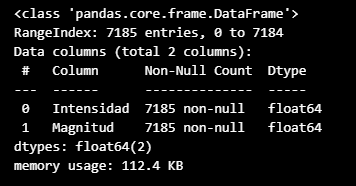 <class 'pandas.core.frame.DataFrame'>
RangeIndex: 7185 entries, 0 to 7184
Data columns (total 2 columns):
 #   Column      Non-Null Count  Dtype
---  ------      --------------  -----
 0   Intensidad  7185 non-null   float64
 1   Magnitud    7185 non-null   float64
dtypes: float64(2)
memory usage: 112.4 KB